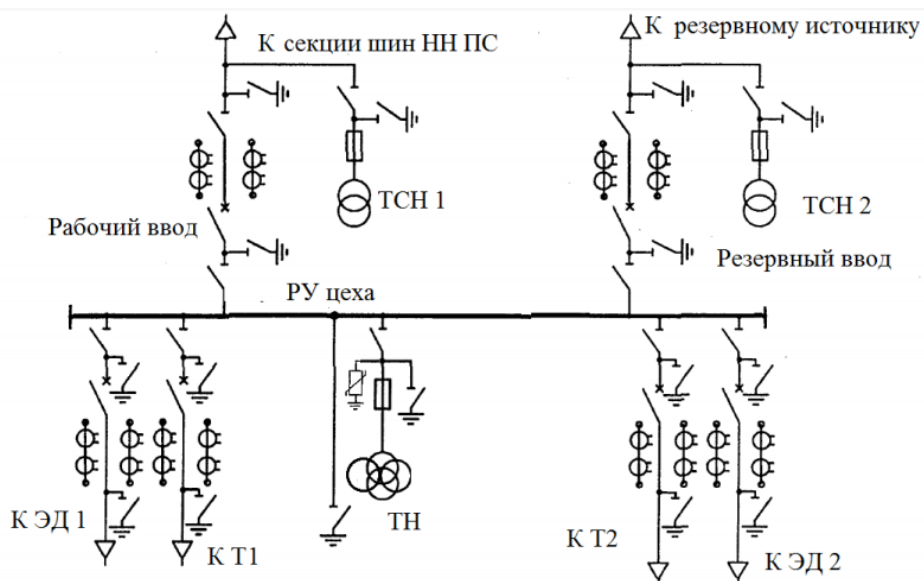 К секции шин НН ПС
К резервному источнику
ТСН 1
ТСН 2
Рабочий ввод
Резервный ввод
РУ цеха
К ЭД 1
К Т1
ТН
К Т2
К ЭД 2